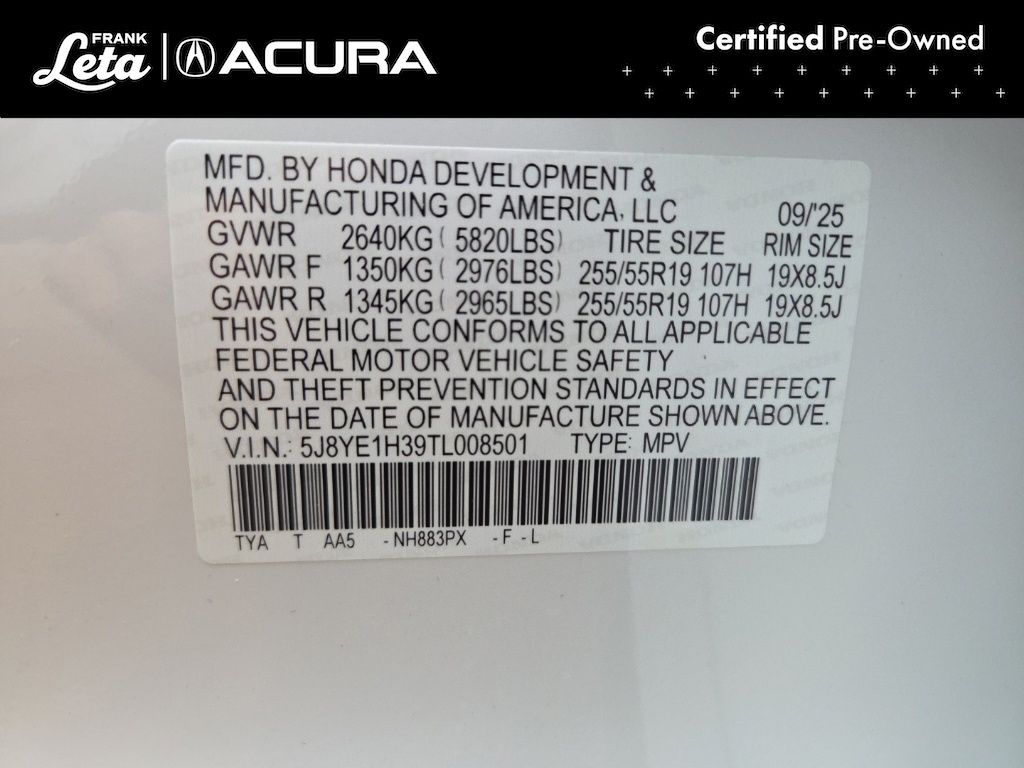 FRANK
Leta
ACURA
Certified Pre-Owned
MFD. BY HONDA DEVELOPMENT &
MANUFACTURING OF AMERICA, LLC 09/'25
GVWR 2640KG ( 5820LBS) TIRE SIZE RIM SIZE
GAWR F 1350KG ( 2976LBS) 255/55R19 107H 19X8.5J
GAWR R 1345KG ( 2965LBS) 255/55R19 107H 19X8.5J
THIS VEHICLE CONFORMS TO ALL APPLICABLE
FEDERAL MOTOR VEHICLE SAFETY
AND THEFT PREVENTION STANDARDS IN EFFECT
ON THE DATE OF MANUFACTURE SHOWN ABOVE.
V.I.N.: 5J8YE1H39TL008501 TYPE: MPV
TYA T AA5 -NH883PX -F -L